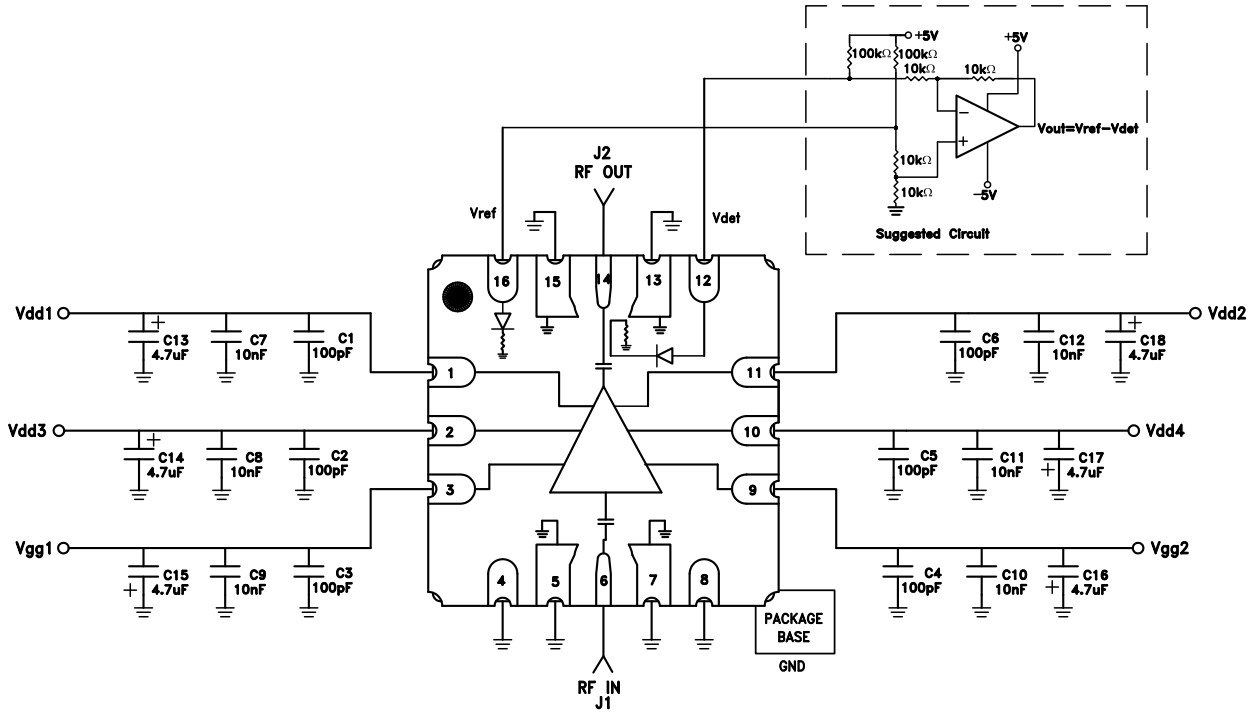 +5V
+5V
100kΩ
100kΩ
10kΩ
10kΩ
−
+
Vout=Vref-Vdet
10kΩ
10kΩ
-5V
Suggested Circuit
J2
RF OUT
Vref
Vdet
16
15
14
13
12
Vdd1
+
C13
4.7uF
C7
10nF
C1
100pF
1
11
C6
100pF
C12
10nF
+
C18
4.7uF
Vdd2
Vdd3
+
C14
4.7uF
C8
10nF
C2
100pF
2
10
C5
100pF
C11
10nF
+
C17
4.7uF
Vdd4
3
9
Vgg1
+
C15
4.7uF
C9
10nF
C3
100pF
C4
100pF
C10
10nF
+
C16
4.7uF
Vgg2
4
5
6
7
8
PACKAGE
BASE
GND
RF IN
J1